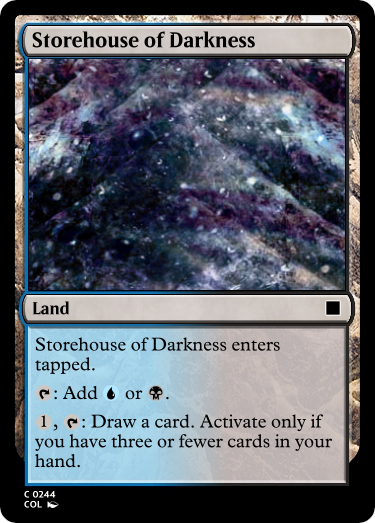 Storehouse of Darkness
Land
Storehouse of Darkness enters
tapped.
: Add or .
1, : Draw a card. Activate only if
you have three or fewer cards in your
hand.
C 0244
COL